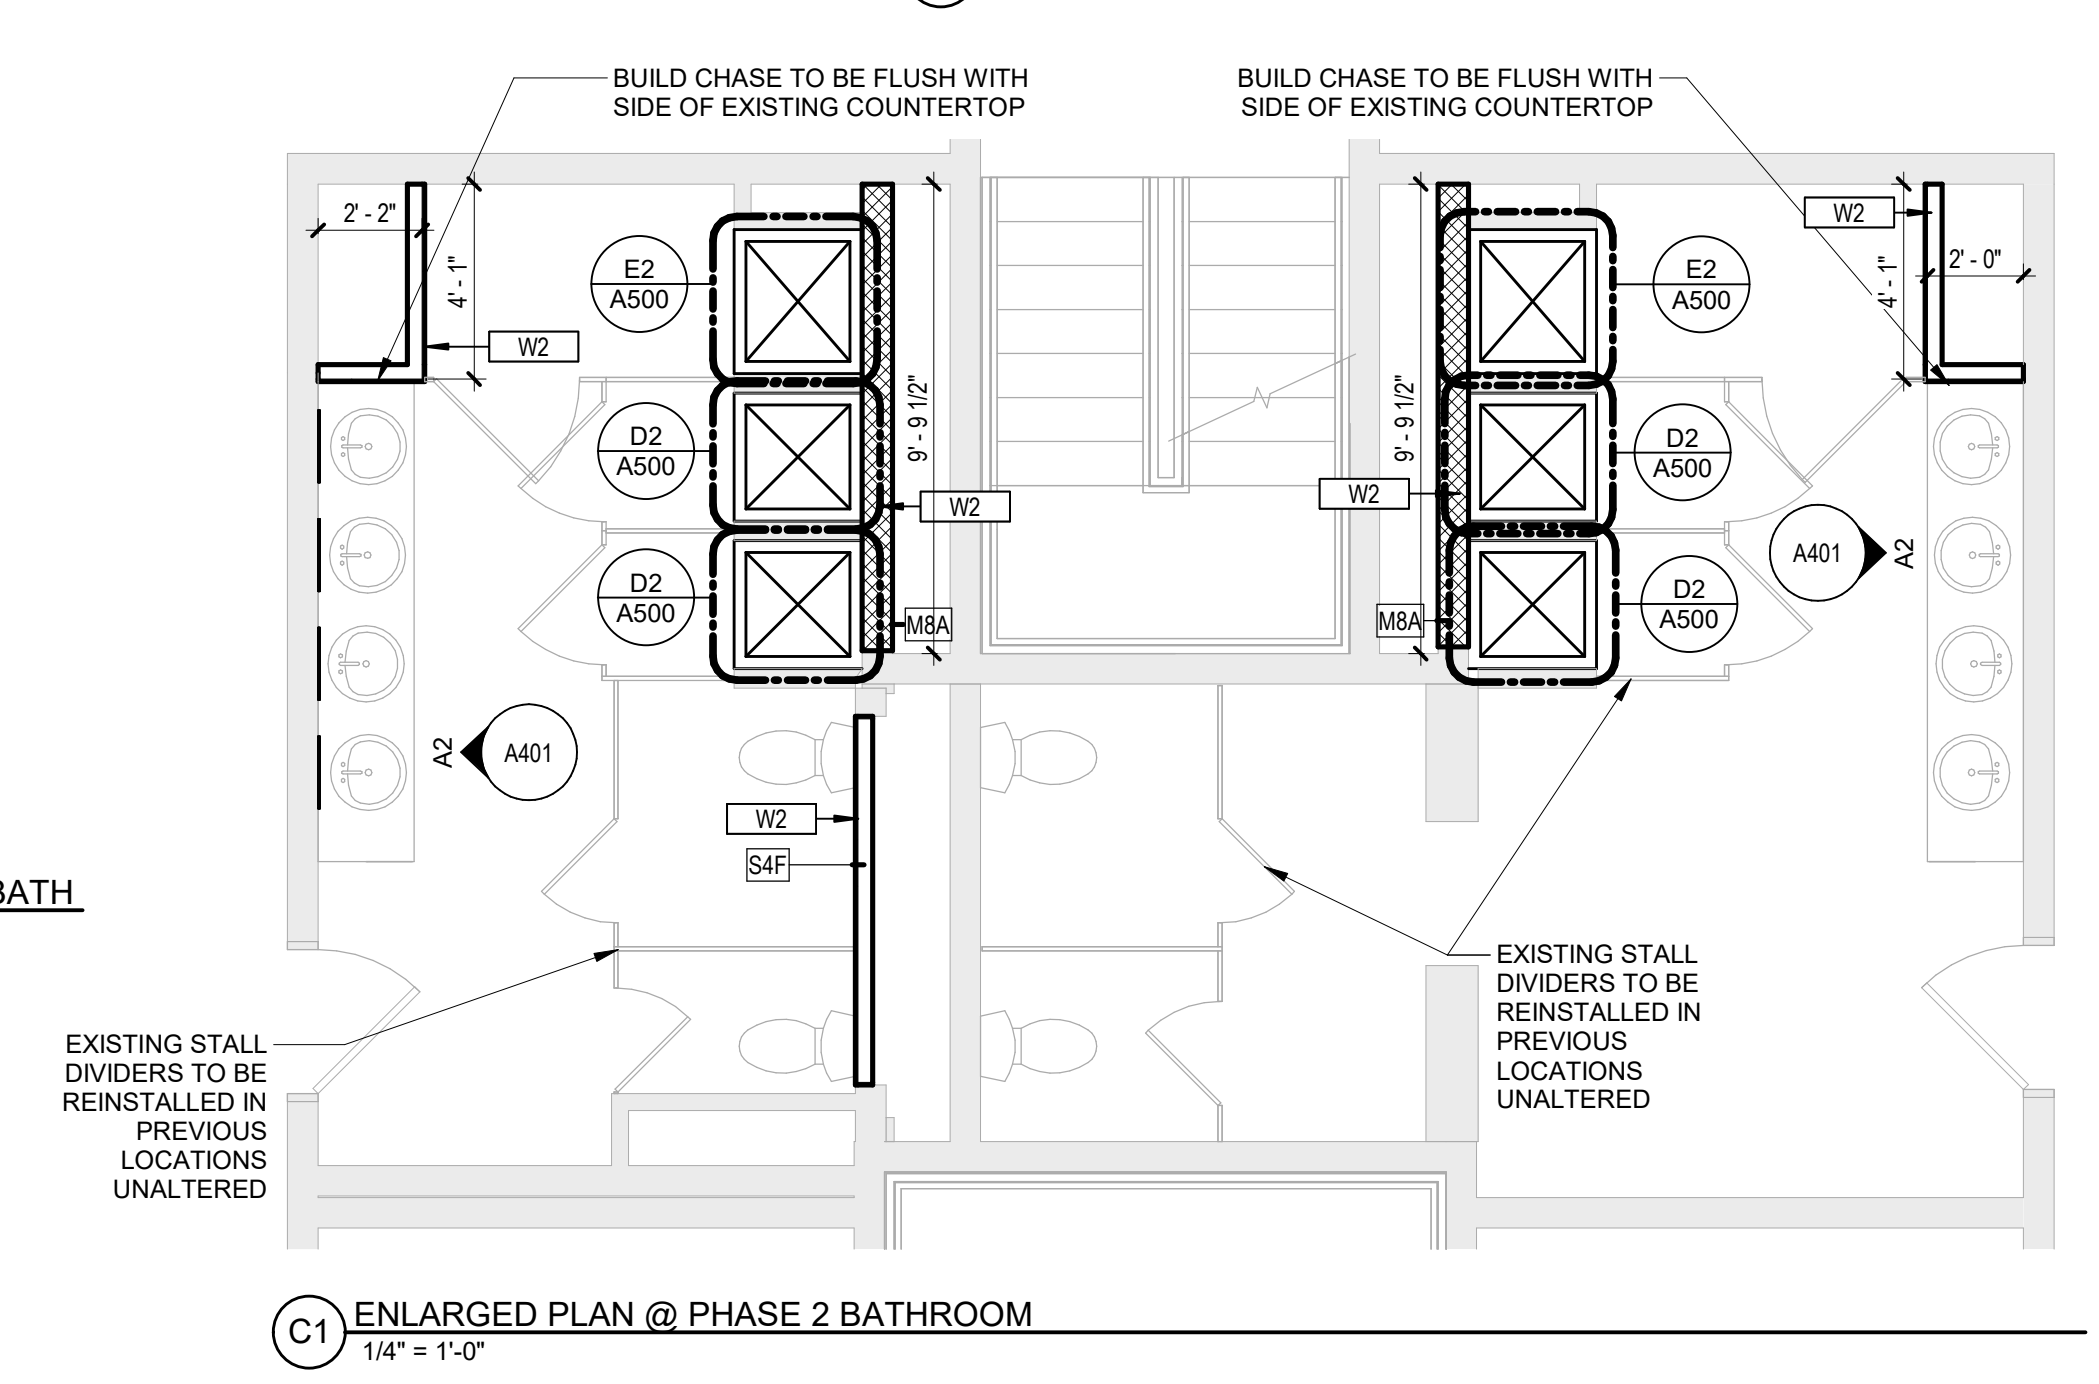 BUILD CHASE TO BE FLUSH WITH
SIDE OF EXISTING COUNTERTOP
BUILD CHASE TO BE FLUSH WITH
SIDE OF EXISTING COUNTERTOP
2' - 2"
4' - 1"
W2
E2
A500
D2
A500
D2
A500
9' - 9 1/2"
W2
M8A
9' - 9 1/2"
W2
M8A
E2
A500
D2
A500
D2
A500
W2
4' - 1"
2' - 0"
A401
A2
A2
A401
W2
S4F
BATH
EXISTING STALL
DIVIDERS TO BE
REINSTALLED IN
PREVIOUS
LOCATIONS
UNALTERED
EXISTING STALL
DIVIDERS TO BE
REINSTALLED IN
PREVIOUS
LOCATIONS
UNALTERED
C1
ENLARGED PLAN @ PHASE 2 BATHROOM
1/4" = 1'-0"